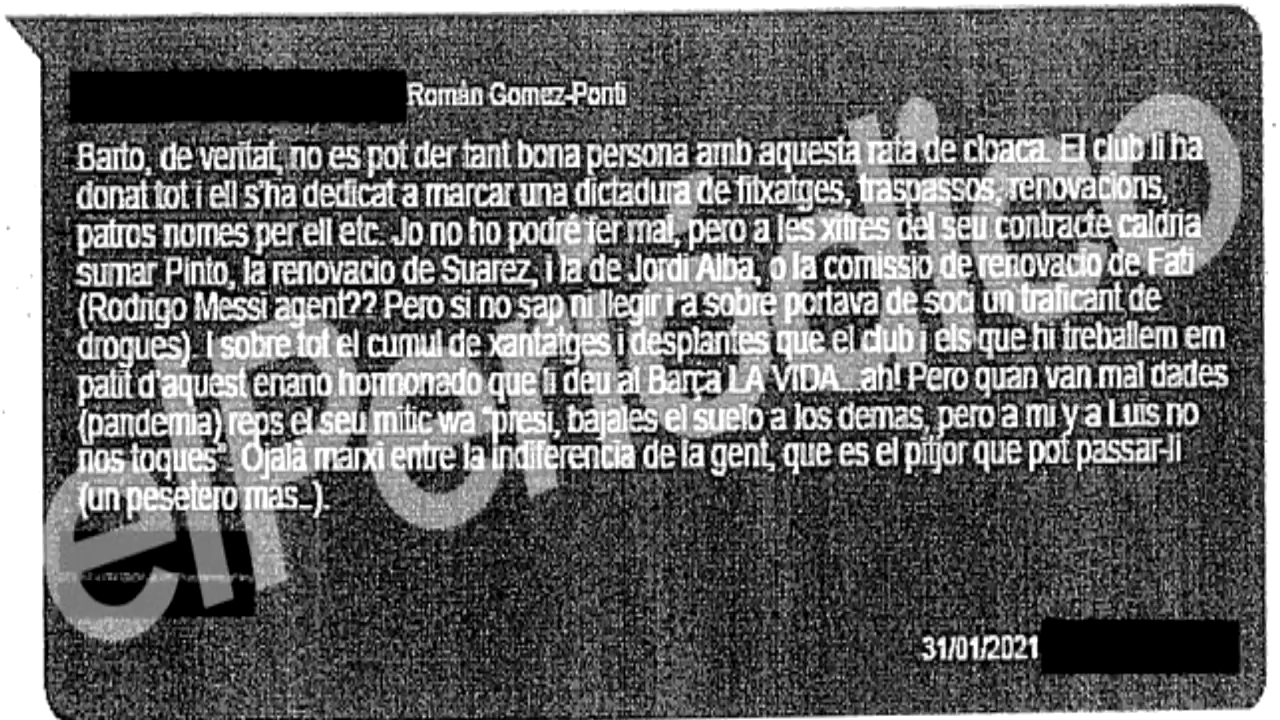 Román Gomez-Ponti
Barto, de veritat, no es pot der tant bona persona amb aquesta rata de cloaca. El club li ha
donat tot i ell s'ha dedicat a marcar una dictadura de fitxatges, traspassos, renovacions,
patros nomes per ell etc. Jo no ho podré fer mai, pero a les xifres del seu contracte caldria
sumar Pinto, la renovacio de Suarez, i la de Jordi Alba, o la comissio de renovacio de Fati
(Rodrigo Messi agent?? Pero si no sap ni llegir i a sobre portava de soci un traficant de
drogues). I sobre tot el cumul de xantatges i desplantes que el club i els que hi treballem em
patit d'aquest enano hormonado que li deu al Barça LA VIDA...ah! Pero quan van mal dades
(pandemia) reps el seu mític wa "presi, bajales el suelo a los demas, pero a mi y a Luis no
nos toques". Ojala marxi entre la indiferencia de la gent, que es el pitjor que pot passar-li
(un pesetero mas...).
elPeriódico
31/01/2021